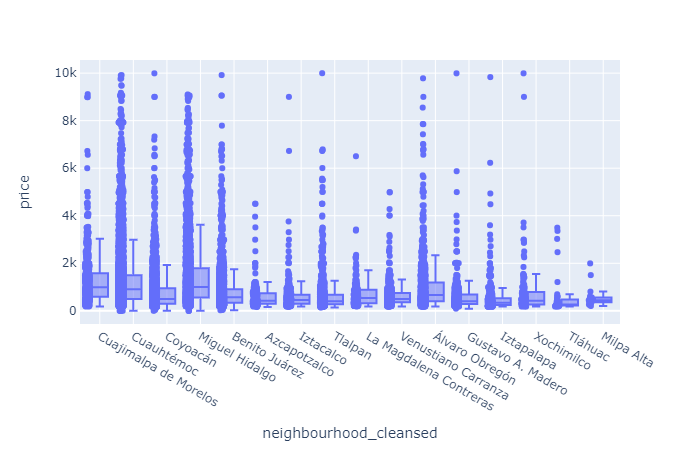 10k
8k
6k
4k
2k
0
price
Cuajimalpa de Morelos
Cuauhtémoc
Coyoacán
Miguel Hidalgo
Benito Juárez
Azcapotzalco
Iztacalco
Tlalpan
La Magdalena Contreras
Venustiano Carranza
Álvaro Obregón
Gustavo A. Madero
Iztapalapa
Xochimilco
Tláhuac
Milpa Alta
neighbourhood_cleansed